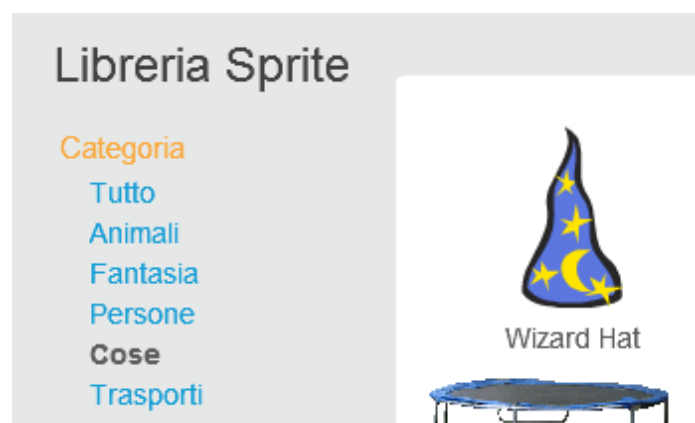 Libreria Sprite
Categoria
Tutto
Animali
Fantasia
Persone
Cose
Trasporti
Wizard Hat